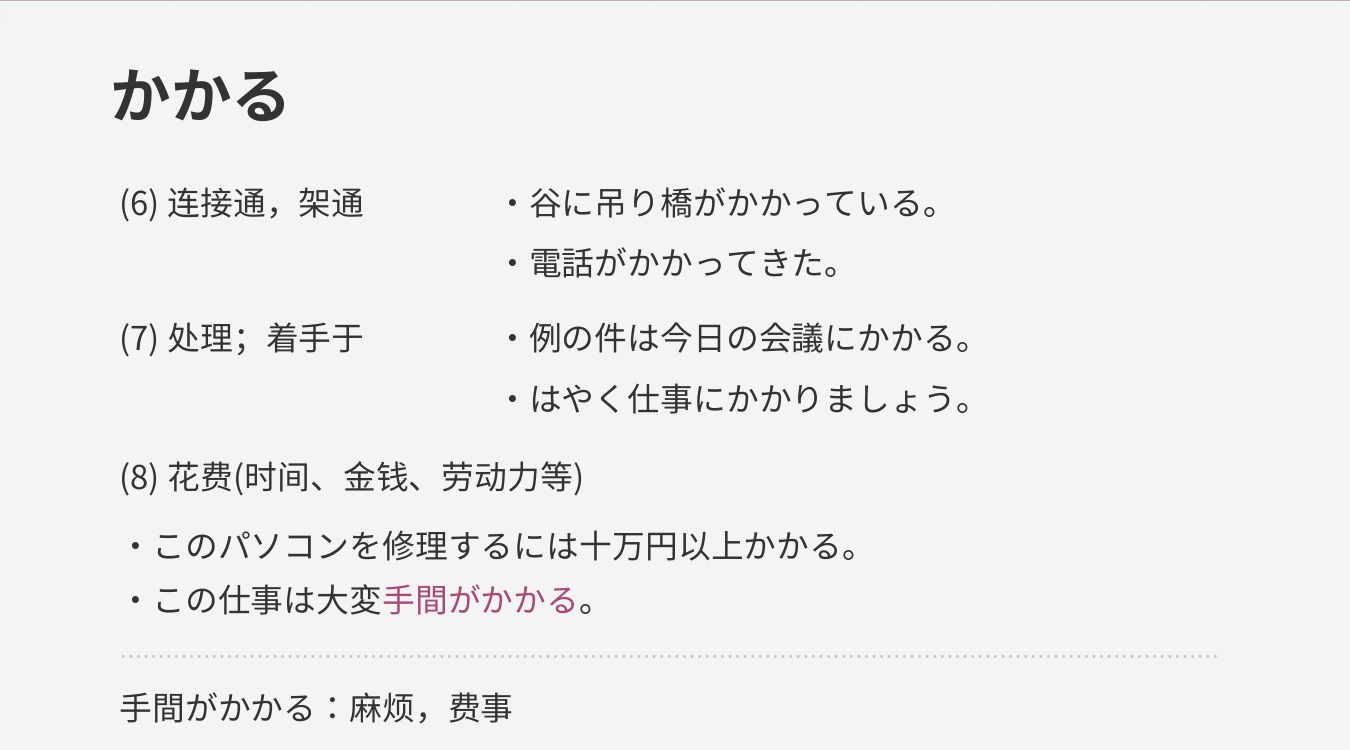 かかる
(6) 连接通，架通 ・谷に吊り橋がかかっている。
・電話がかかってきた。
(7) 处理；着手于 ・例の件は今日の会議にかかる。
・はやく仕事にかかりましょう。
(8) 花费(时间、金钱、劳动力等)
・このパソコンを修理するには十万円以上かかる。
・この仕事は大変手間がかかる。
手間がかかる：麻烦，费事